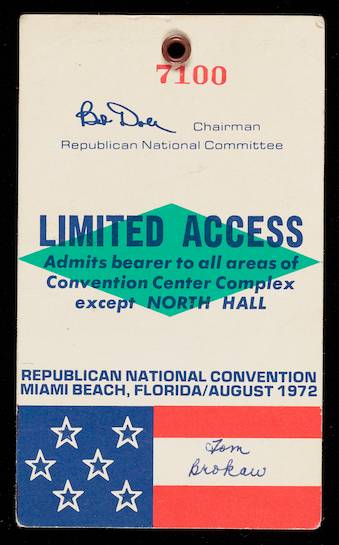 7100
Bob Dole Chairman
Republican National Committee
LIMITED ACCESS
Admits bearer to all areas of
Convention Center Complex
except NORTH HALL
REPUBLICAN NATIONAL CONVENTION
MIAMI BEACH, FLORIDA/AUGUST 1972
Tom
Brokaw